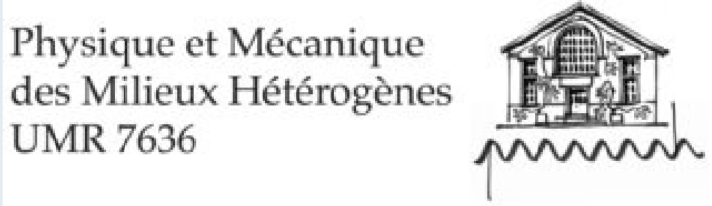 Physique et Mécanique
des Milieux Hétérogènes
UMR 7636